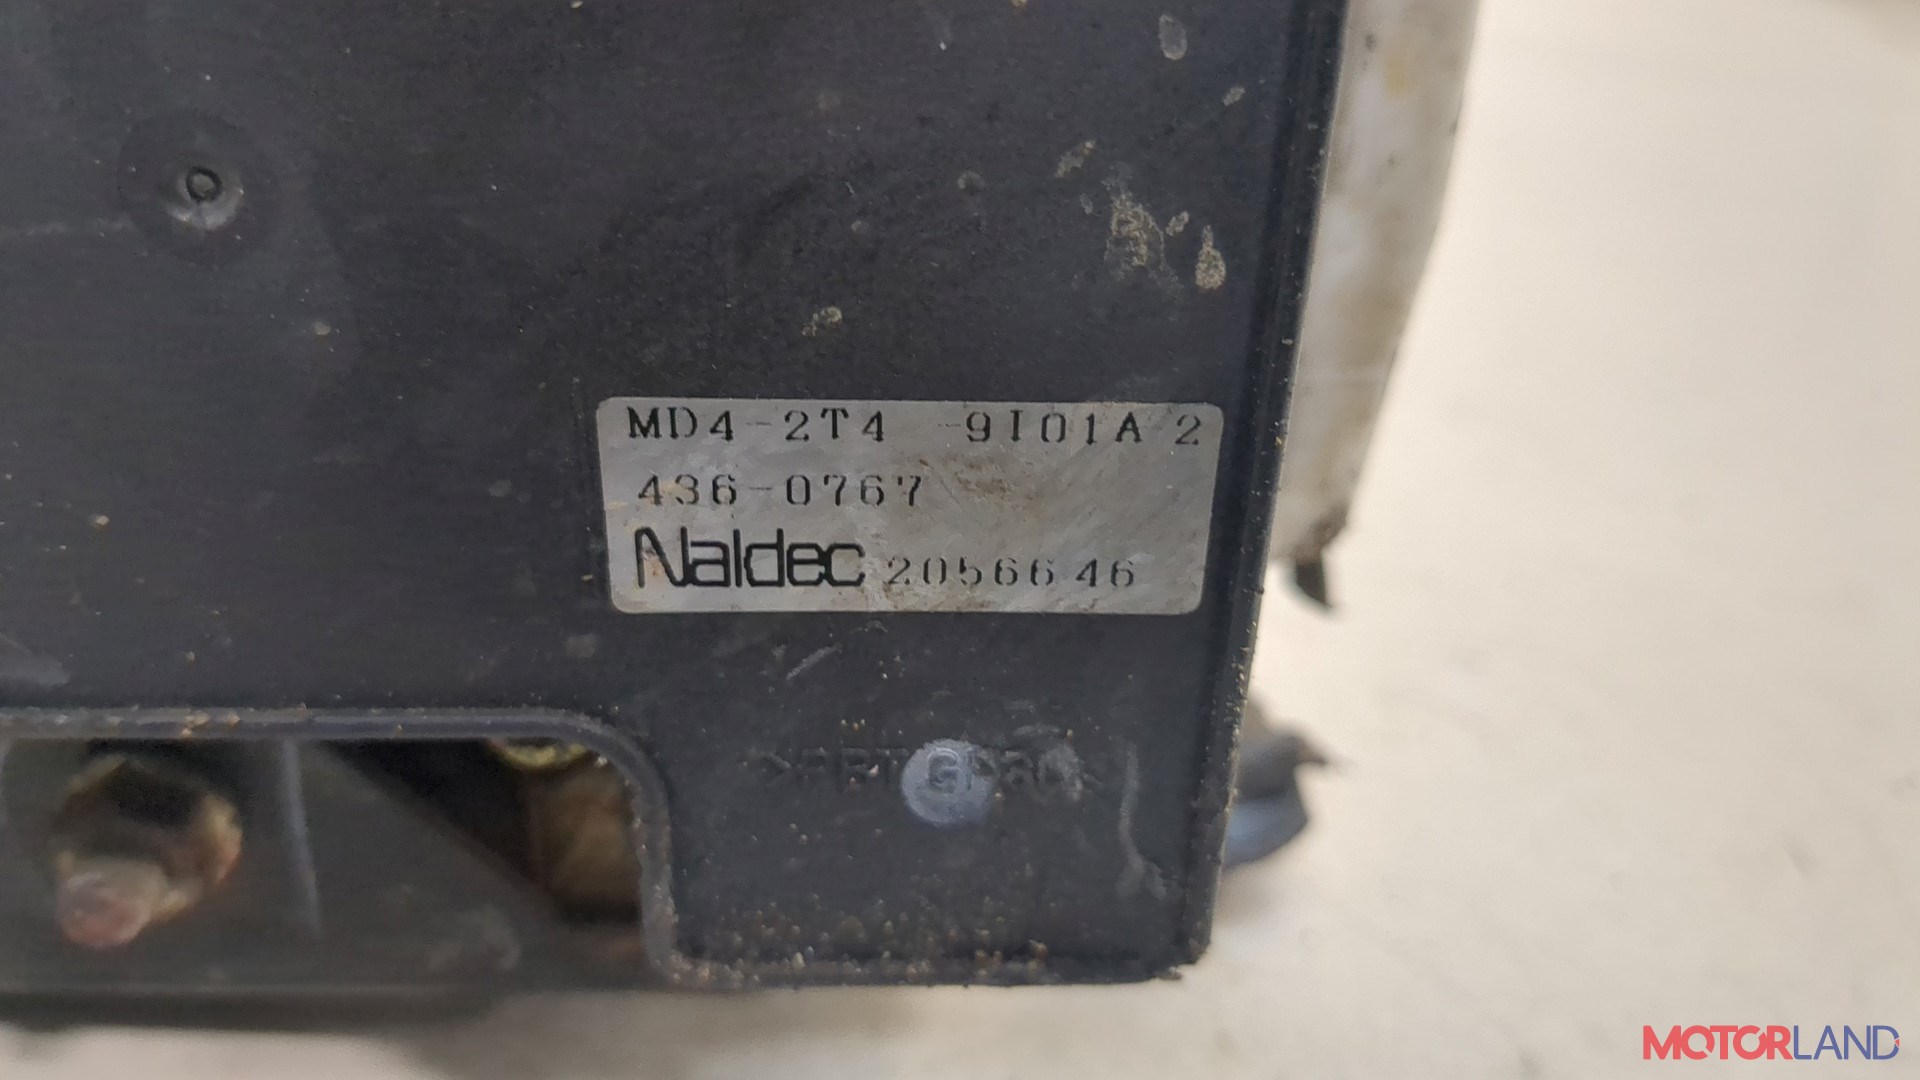 MD4-2T4 -9I01A 2
436-0767
Naldec 2056646
MOTORLAND